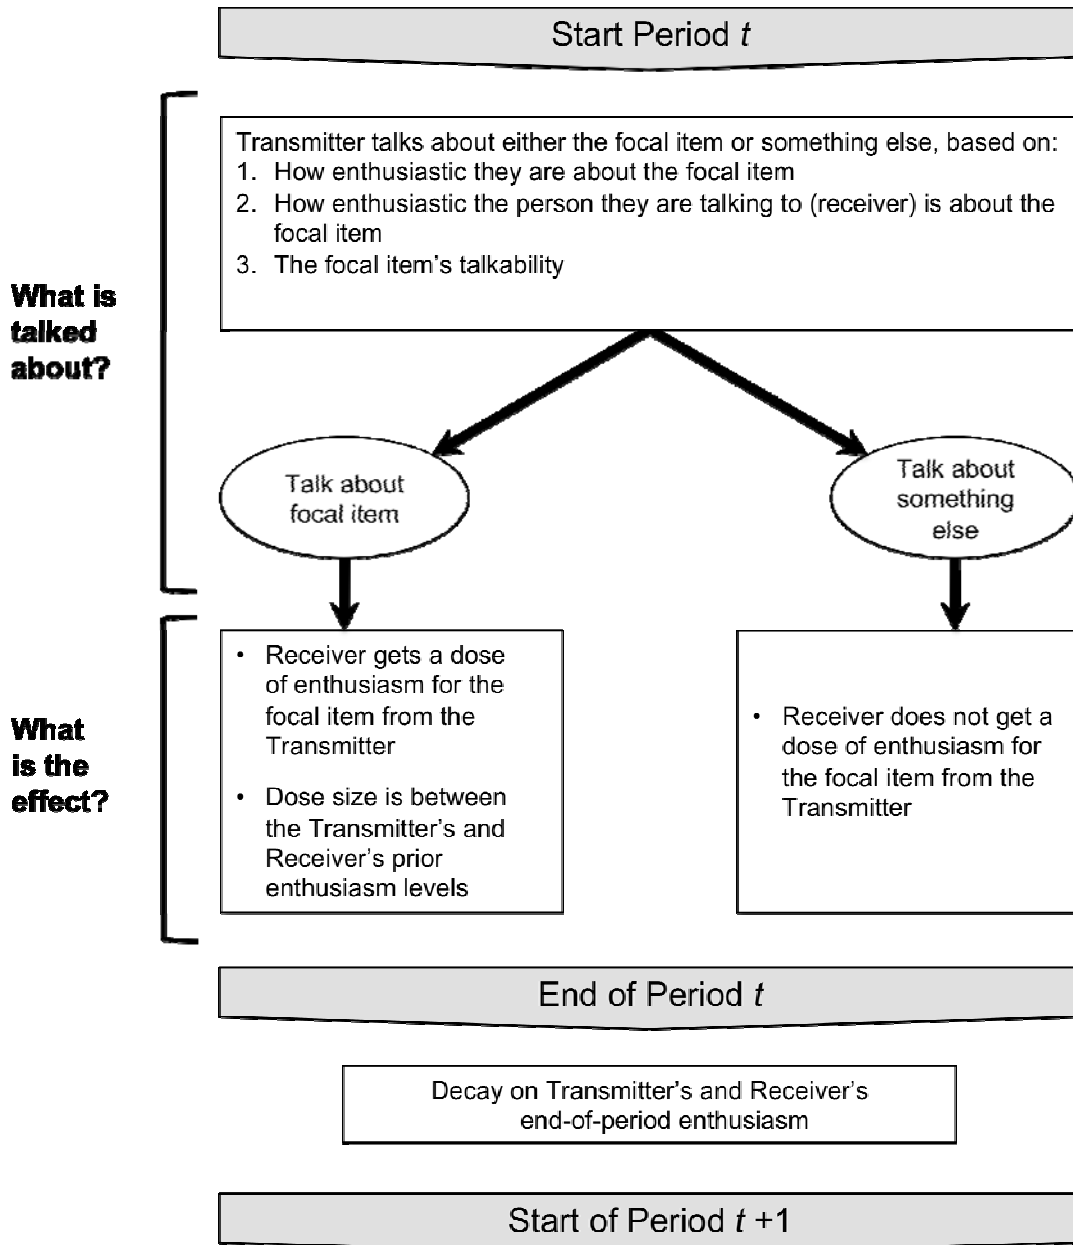 Start Period t
Transmitter talks about either the focal item or something else, based on:
1. How enthusiastic they are about the focal item
2. How enthusiastic the person they are talking to (receiver) is about the
focal item
3. The focal item’s talkability
What is
talked
about?
Talk about
focal item
Talk about
something
else
What
is the
effect?
• Receiver gets a dose
of enthusiasm for the
focal item from the
Transmitter
• Dose size is between
the Transmitter’s and
Receiver’s prior
enthusiasm levels
• Receiver does not get a
dose of enthusiasm for
the focal item from the
Transmitter
End of Period t
Decay on Transmitter’s and Receiver’s
end-of-period enthusiasm
Start of Period t +1